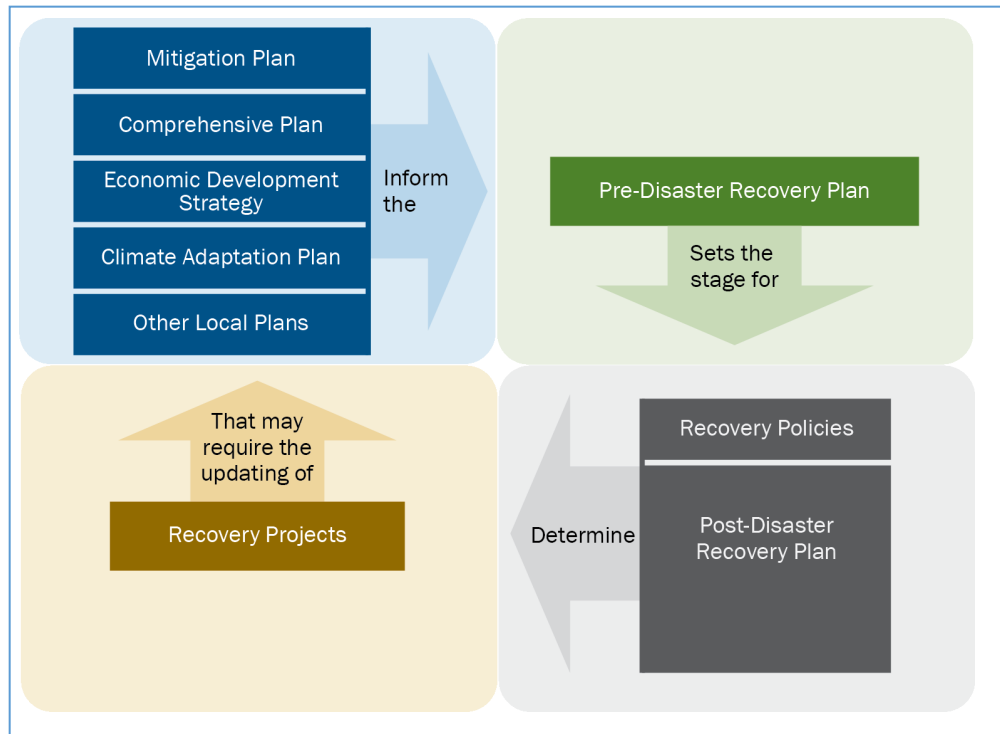 Mitigation Plan
Comprehensive Plan
Economic Development
Strategy
Climate Adaptation Plan
Other Local Plans
Inform
the
Pre-Disaster Recovery Plan
Sets the
stage for
Recovery Policies
Post-Disaster
Recovery Plan
Determine
That may
require the
updating of
Recovery Projects